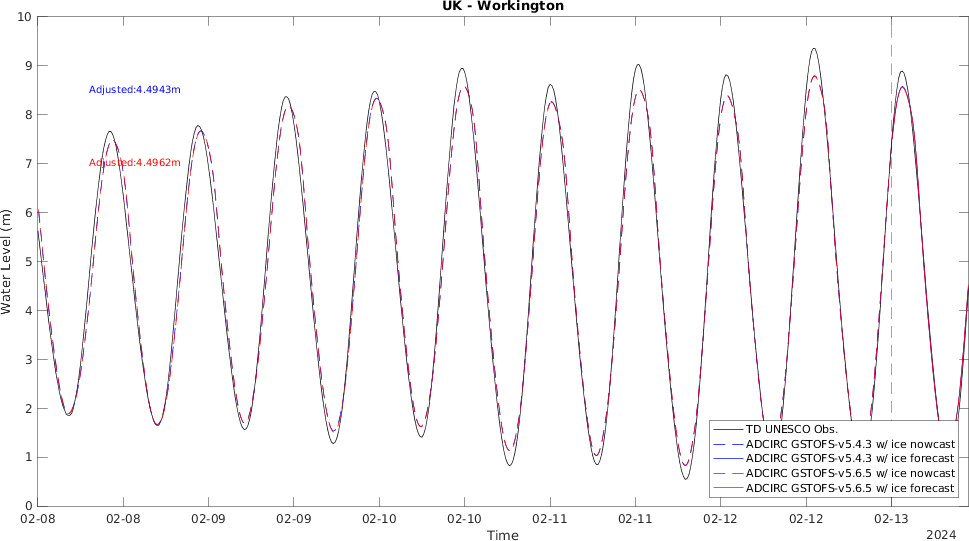 UK - Workington
10
9
8
7
6
5
4
3
2
1
0
Water Level (m)
Adjusted:4.4943m
Adjusted:4.4962m
TD UNESCO Obs.
ADCIRC GSTOFS-v5.4.3 w/ ice nowcast
ADCIRC GSTOFS-v5.4.3 w/ ice forecast
ADCIRC GSTOFS-v5.6.5 w/ ice nowcast
ADCIRC GSTOFS-v5.6.5 w/ ice forecast
02-08 02-08 02-09 02-09 02-10 02-10 02-11 02-11 02-12 02-12 02-13
Time
2024